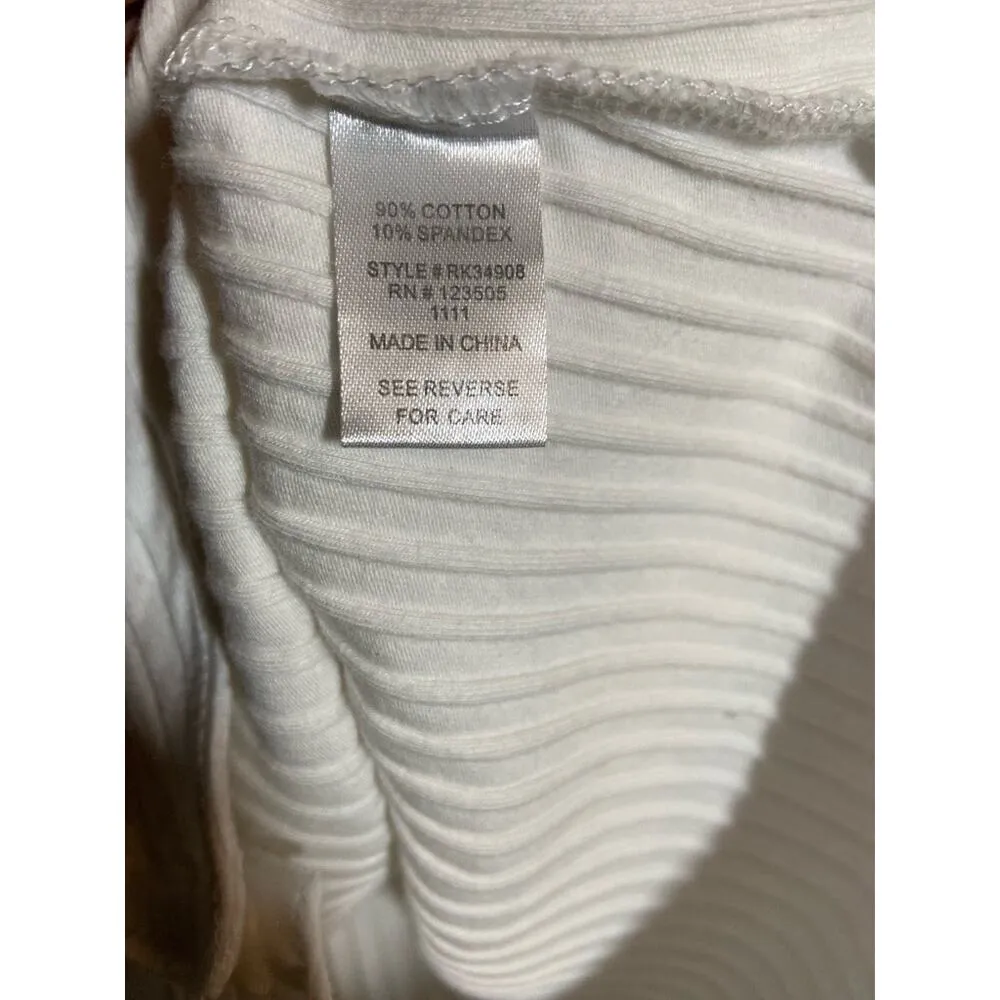 90% COTTON
10% SPANDEX
STYLE # RK34908
RN # 123505
1111
MADE IN CHINA
SEE REVERSE
FOR CARE